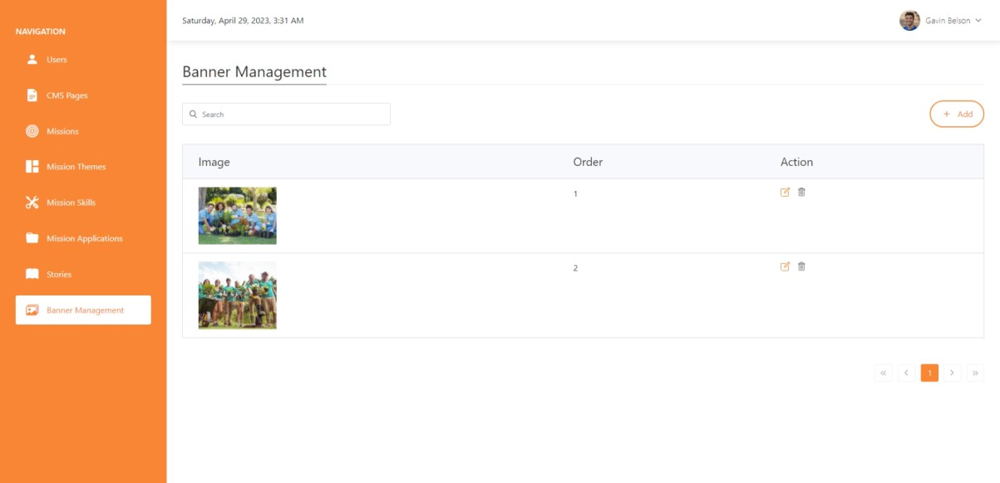 NAVIGATION
Users
CMS Pages
Missions
Mission Themes
Mission Skills
Mission Applications
Stories
Banner Management
Saturday, April 29, 2023, 3:31 AM
Gavin Belson
Banner Management
Search
+ Add
Image Order Action
1
2
« < 1 > »